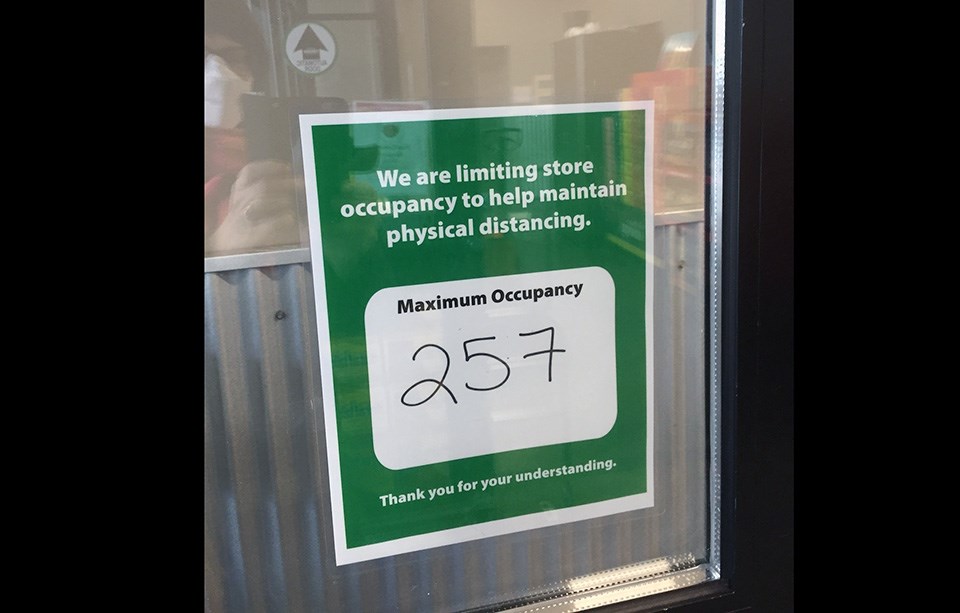 We are limiting store
occupancy to help maintain
physical distancing.
Maximum Occupancy
257
Thank you for your understanding.